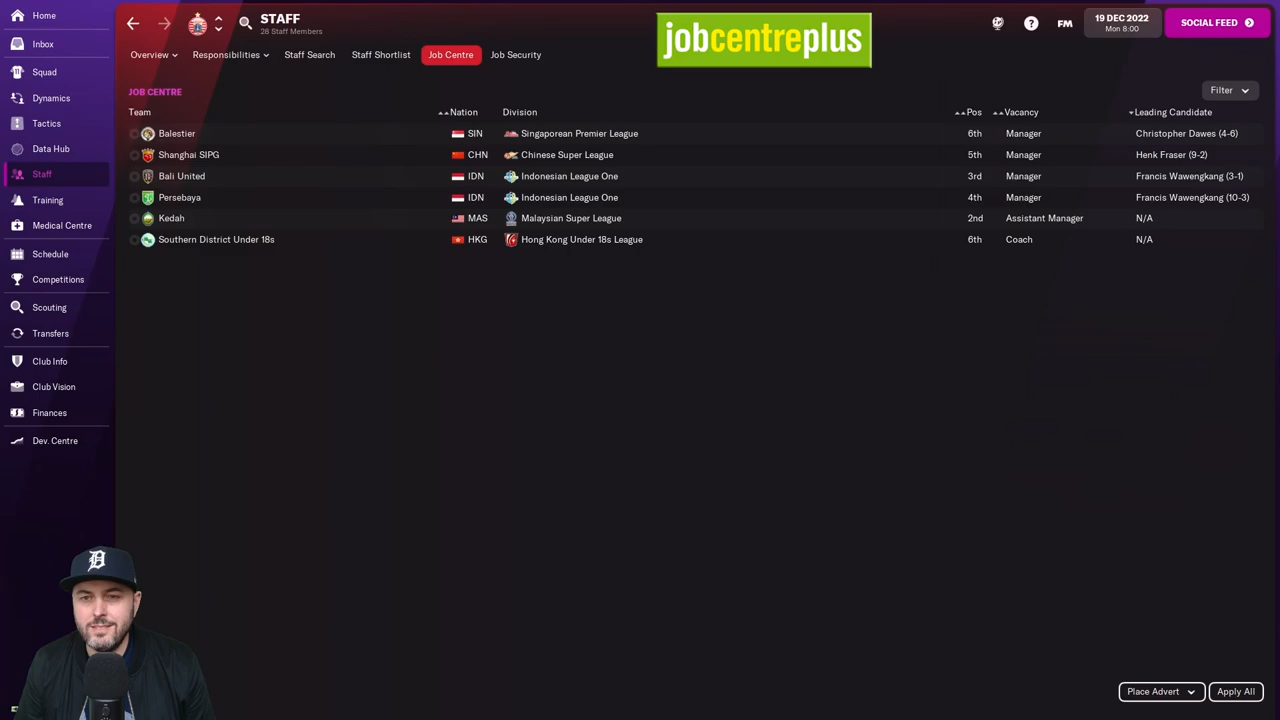 Home
Inbox
Squad
Dynamics
Tactics
Data Hub
Staff
Training
Medical Centre
Schedule
Competitions
Scouting
Transfers
Club Info
Club Vision
Finances
Dev. Centre
STAFF
28 Staff Members
jobcentreplus
FM
19 DEC 2022
Mon 8:00
SOCIAL FEED
Overview Responsibilities Staff Search Staff Shortlist Job Centre Job Security
JOB CENTRE
Filter
Team Nation Division Pos Vacancy Leading Candidate
Balestier SIN Singaporean Premier League 6th Manager Christopher Dawes (4-6)
Shanghai SIPG CHN Chinese Super League 5th Manager Henk Fraser (9-2)
Bali United IDN Indonesian League One 3rd Manager Francis Wawengkang (3-1)
Persebaya IDN Indonesian League One 4th Manager Francis Wawengkang (10-3)
Kedah MAS Malaysian Super League 2nd Assistant Manager N/A
Southern District Under 18s HKG Hong Kong Under 18s League 6th Coach N/A
Place Advert Apply All
D